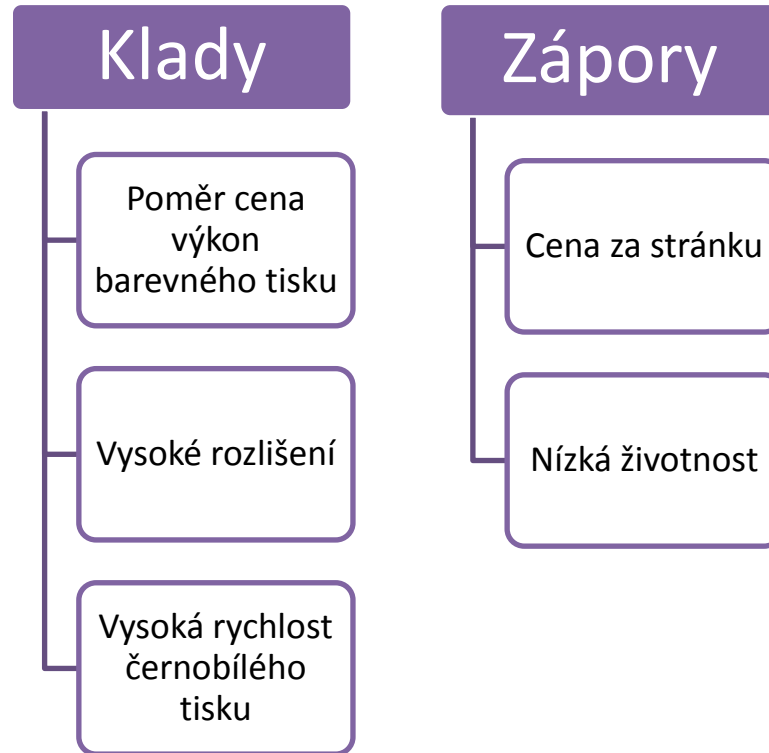 Klady
Poměr cena
výkon
barevného tisku
Vysoké rozlišení
Vysoká rychlost
černobílého
tisku
Zápory
Cena za stránku
Nízká životnost